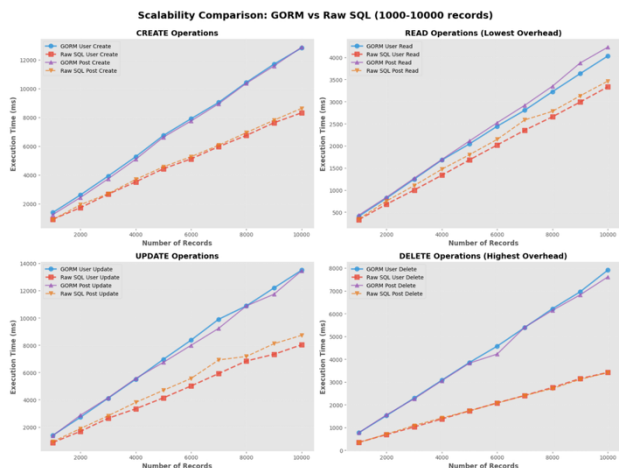 Scalability Comparison: GORM vs Raw SQL (1000-10000 records)
CREATE Operations
GORM User Create
Raw SQL User Create
GORM Post Create
Raw SQL Post Create
Execution Time (ms)
12000
10000
8000
6000
4000
2000
2000 4000 6000 8000 10000
Number of Records
READ Operations (Lowest Overhead)
GORM User Read
Raw SQL User Read
GORM Post Read
Raw SQL Post Read
Execution Time (ms)
4000
3500
3000
2500
2000
1500
1000
500
2000 4000 6000 8000 10000
Number of Records
UPDATE Operations
GORM User Update
Raw SQL User Update
GORM Post Update
Raw SQL Post Update
Execution Time (ms)
14000
12000
10000
8000
6000
4000
2000
0
2000 4000 6000 8000 10000
Number of Records
DELETE Operations (Highest Overhead)
GORM User Delete
Raw SQL User Delete
GORM Post Delete
Raw SQL Post Delete
Execution Time (ms)
8000
7000
6000
5000
4000
3000
2000
1000
0
2000 4000 6000 8000 10000
Number of Records